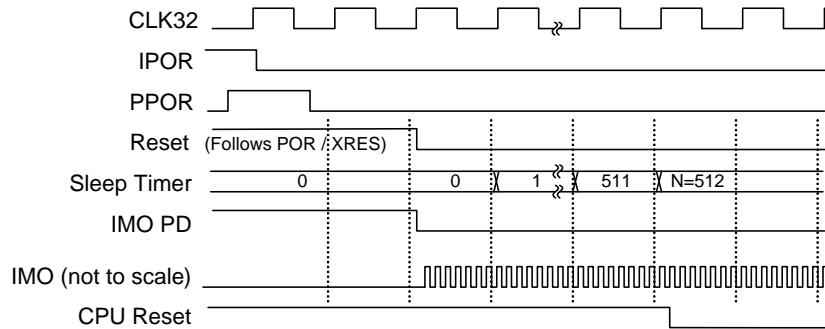 CLK32
IPOR
PPOR
Reset (Follows POR / XRES)
Sleep Timer 0 0 1 511 N=512
IMO PD
IMO (not to scale)
CPU Reset